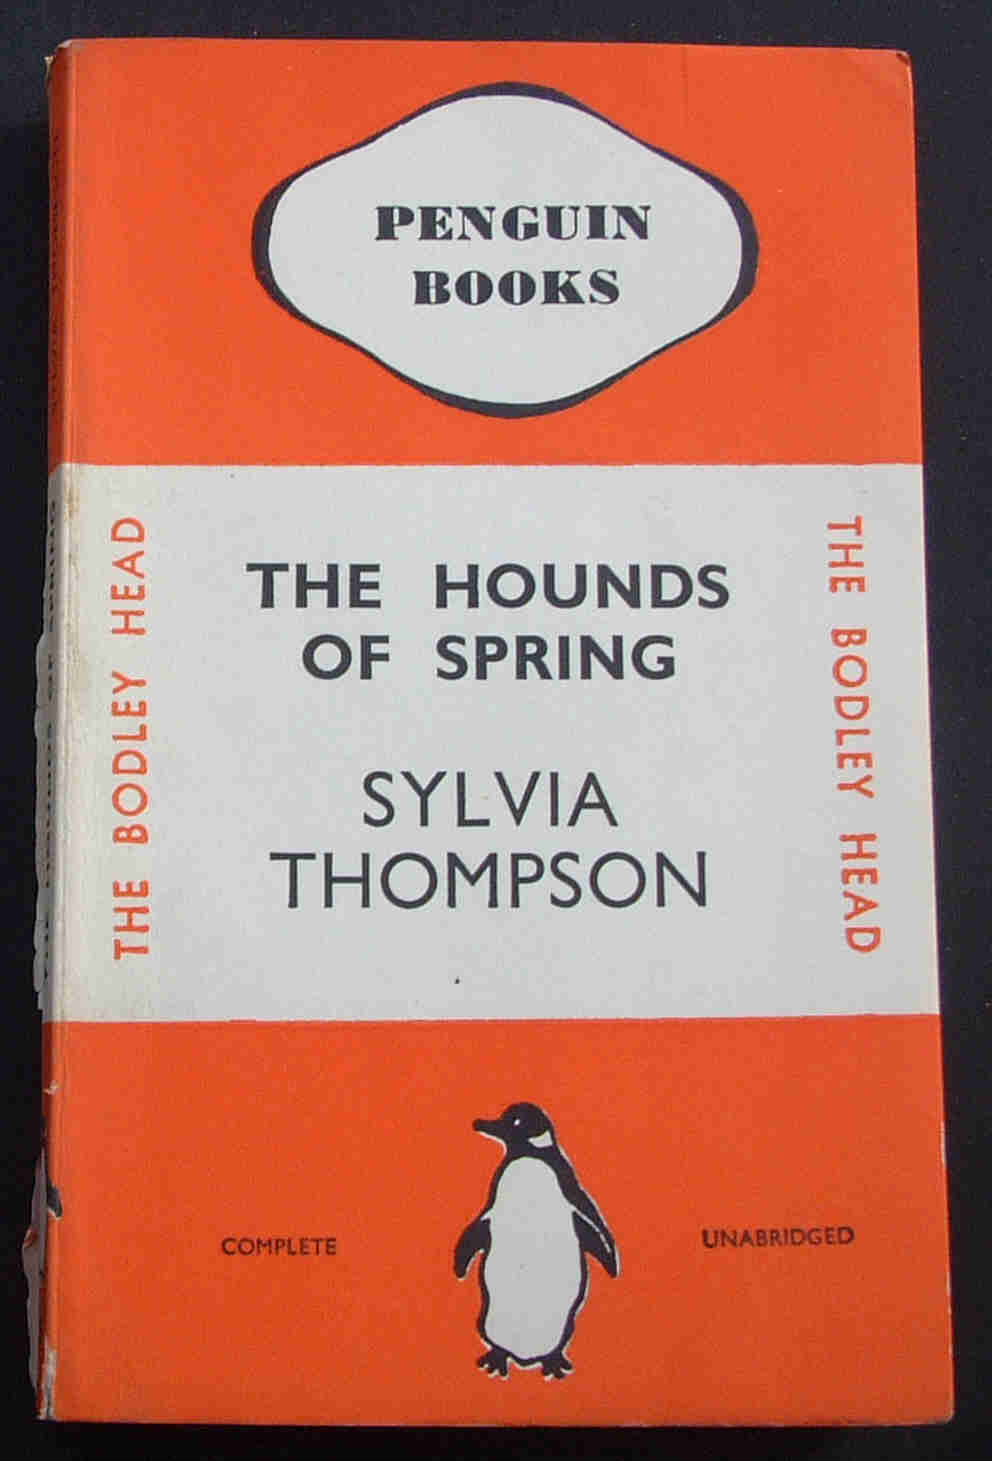 PENGUIN
BOOKS
THE BODLEY HEAD
THE HOUNDS
OF SPRING
SYLVIA
THOMPSON
THE BODLEY HEAD
COMPLETE
UNABRIDGED